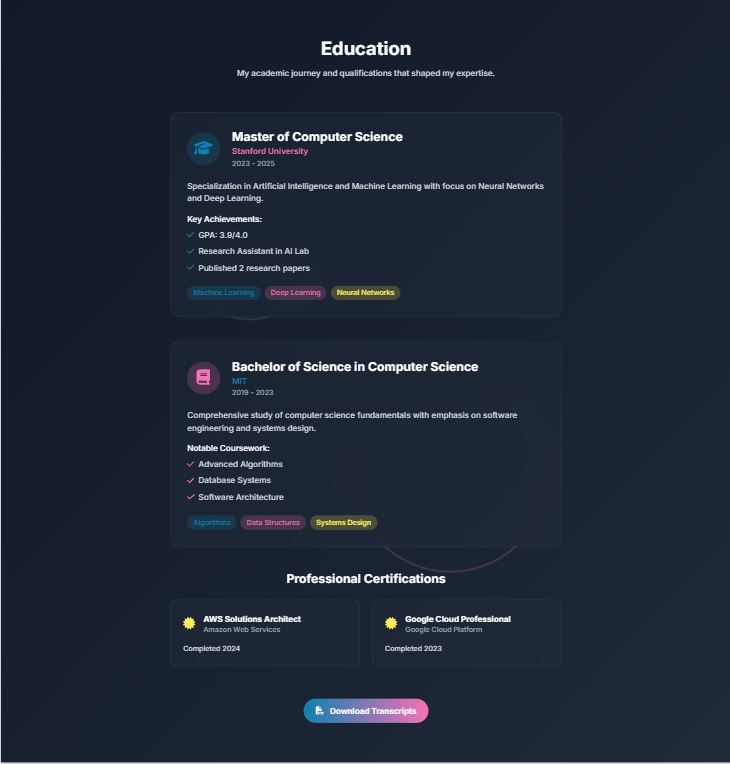 Education
My academic journey and qualifications that shaped my expertise.
Master of Computer Science
Stanford University
2023 - 2025
Specialization in Artificial Intelligence and Machine Learning with focus on Neural Networks
and Deep Learning.
Key Achievements:
GPA: 3.9/4.0
Research Assistant in AI Lab
Published 2 research papers
Machine Learning Deep Learning Neural Networks
Bachelor of Science in Computer Science
MIT
2019 - 2023
Comprehensive study of computer science fundamentals with emphasis on software
engineering and systems design.
Notable Coursework:
Advanced Algorithms
Database Systems
Software Architecture
Algorithms Data Structures Systems Design
Professional Certifications
AWS Solutions Architect
Amazon Web Services
Completed 2024
Google Cloud Professional
Google Cloud Platform
Completed 2023
Download Transcripts